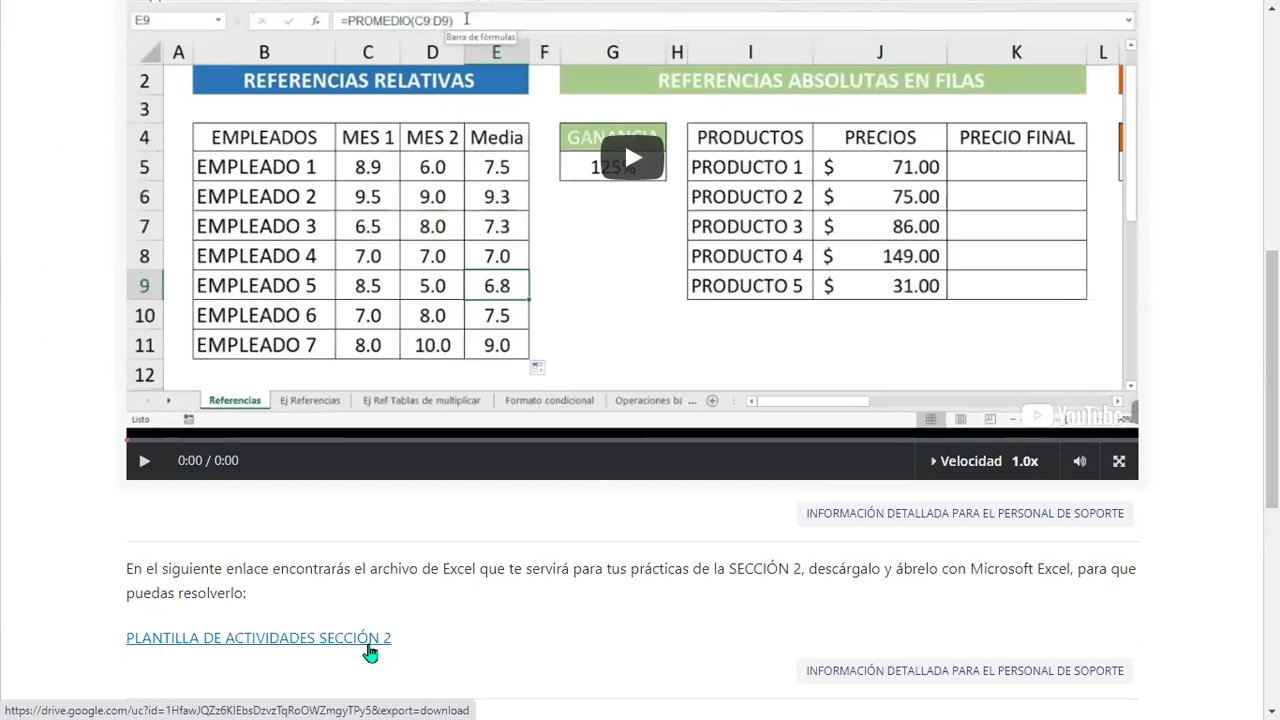 E9 fx =PROMEDIO(C9:D9)
Barra de fórmulas
A B C D E F G H I J K L
2 REFERENCIAS RELATIVAS REFERENCIAS ABSOLUTAS EN FILAS
3
4 EMPLEADOS MES 1 MES 2 Media GANANCIA PRODUCTOS PRECIOS PRECIO FINAL
5 EMPLEADO 1 8.9 6.0 7.5 125% PRODUCTO 1 $ 71.00
6 EMPLEADO 2 9.5 9.0 9.3 PRODUCTO 2 $ 75.00
7 EMPLEADO 3 6.5 8.0 7.3 PRODUCTO 3 $ 86.00
8 EMPLEADO 4 7.0 7.0 7.0 PRODUCTO 4 $ 149.00
9 EMPLEADO 5 8.5 5.0 6.8 PRODUCTO 5 $ 31.00
10 EMPLEADO 6 7.0 8.0 7.5
11 EMPLEADO 7 8.0 10.0 9.0
12
Referencias Ej Referencias Ej Ref Tablas de multiplicar Formato condicional Operaciones ba ...
Listo YouTube
0:00 / 0:00 Velocidad 1.0x
INFORMACIÓN DETALLADA PARA EL PERSONAL DE SOPORTE
En el siguiente enlace encontrarás el archivo de Excel que te servirá para tus prácticas de la SECCIÓN 2, descárgalo y ábrelo con Microsoft Excel, para que
puedas resolverlo:
PLANTILLA DE ACTIVIDADES SECCIÓN 2
INFORMACIÓN DETALLADA PARA EL PERSONAL DE SOPORTE
https://drive.google.com/uc?id=1HfawJQZz6KlEbsDzvzTqRoOWZmgyTPy5&export=download